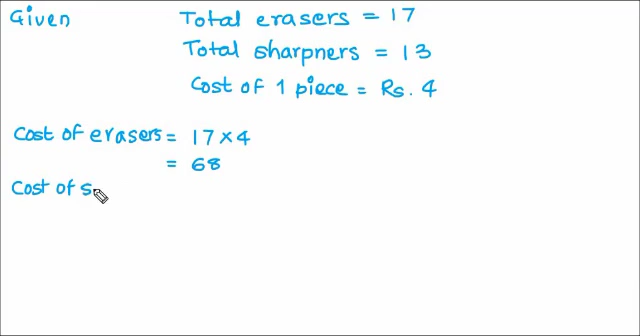 Given Total erasers = 17
Total sharpners = 13
Cost of 1 piece = Rs. 4
Cost of erasers = 17 × 4
= 68
Cost of s